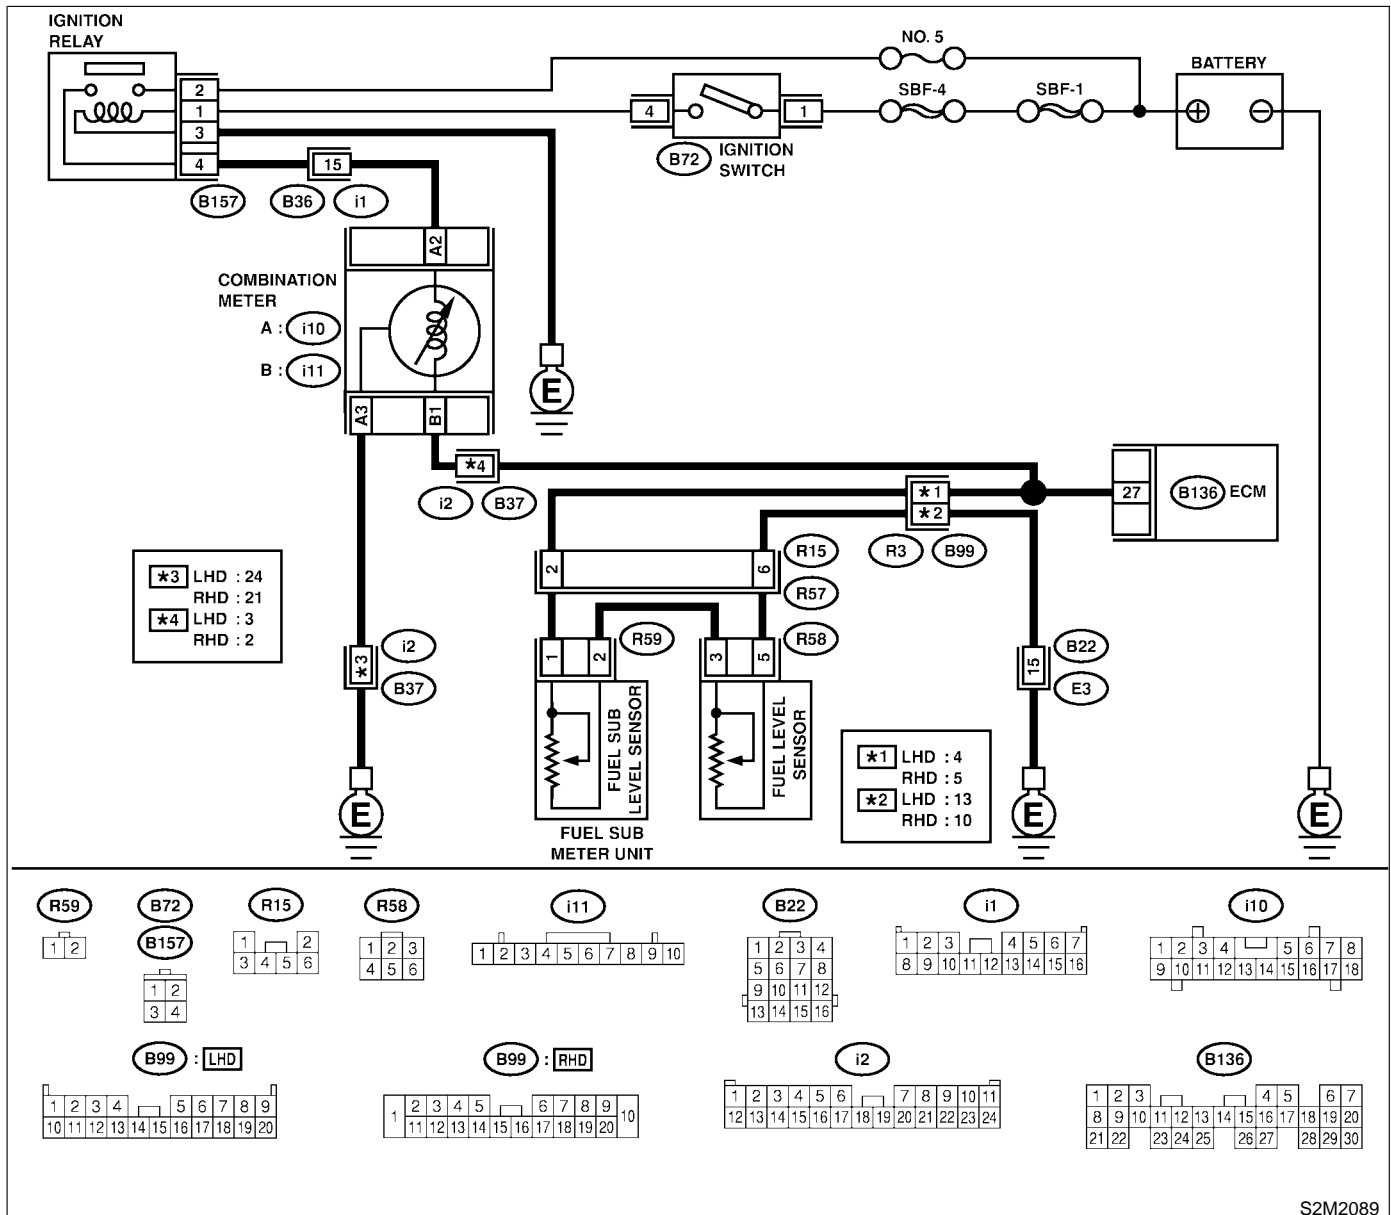 IGNITION
RELAY
NO. 5
BATTERY
SBF-4
SBF-1
2
1
3
4
4
1
+
−
B72
IGNITION
SWITCH
15
B157
B36
i1
A2
COMBINATION
METER
A : i10
B : i11
A3
B1
E
*4
i2
B37
*1
*2
27
B136
ECM
R3
B99
R15
2
6
R57
*3 LHD : 24
RHD : 21
*4 LHD : 3
RHD : 2
R59
R58
1
2
3
5
*3
i2
B37
15
B22
E3
FUEL SUB
LEVEL SENSOR
FUEL LEVEL
SENSOR
*1 LHD : 4
RHD : 5
*2 LHD : 13
RHD : 10
E
E
E
FUEL SUB
METER UNIT
R59
1 2
B72
B157
1 2
3 4
R15
1 2
3 4 5 6
R58
1 2 3
4 5 6
i11
1 2 3 4 5 6 7 8 9 10
B22
1 2 3 4
5 6 7 8
9 10 11 12
13 14 15 16
i1
1 2 3 4 5 6 7
8 9 10 11 12 13 14 15 16
i10
1 2 3 4 5 6 7 8
9 10 11 12 13 14 15 16 17 18
B99 : LHD
1 2 3 4 5 6 7 8 9
10 11 12 13 14 15 16 17 18 19 20
B99 : RHD
1 2 3 4 5 6 7 8 9 10
11 12 13 14 15 16 17 18 19 20
i2
1 2 3 4 5 6 7 8 9 10 11
12 13 14 15 16 17 18 19 20 21 22 23 24
B136
1 2 3 4 5 6 7
8 9 10 11 12 13 14 15 16 17 18 19 20
21 22 23 24 25 26 27 28 29 30
S2M2089